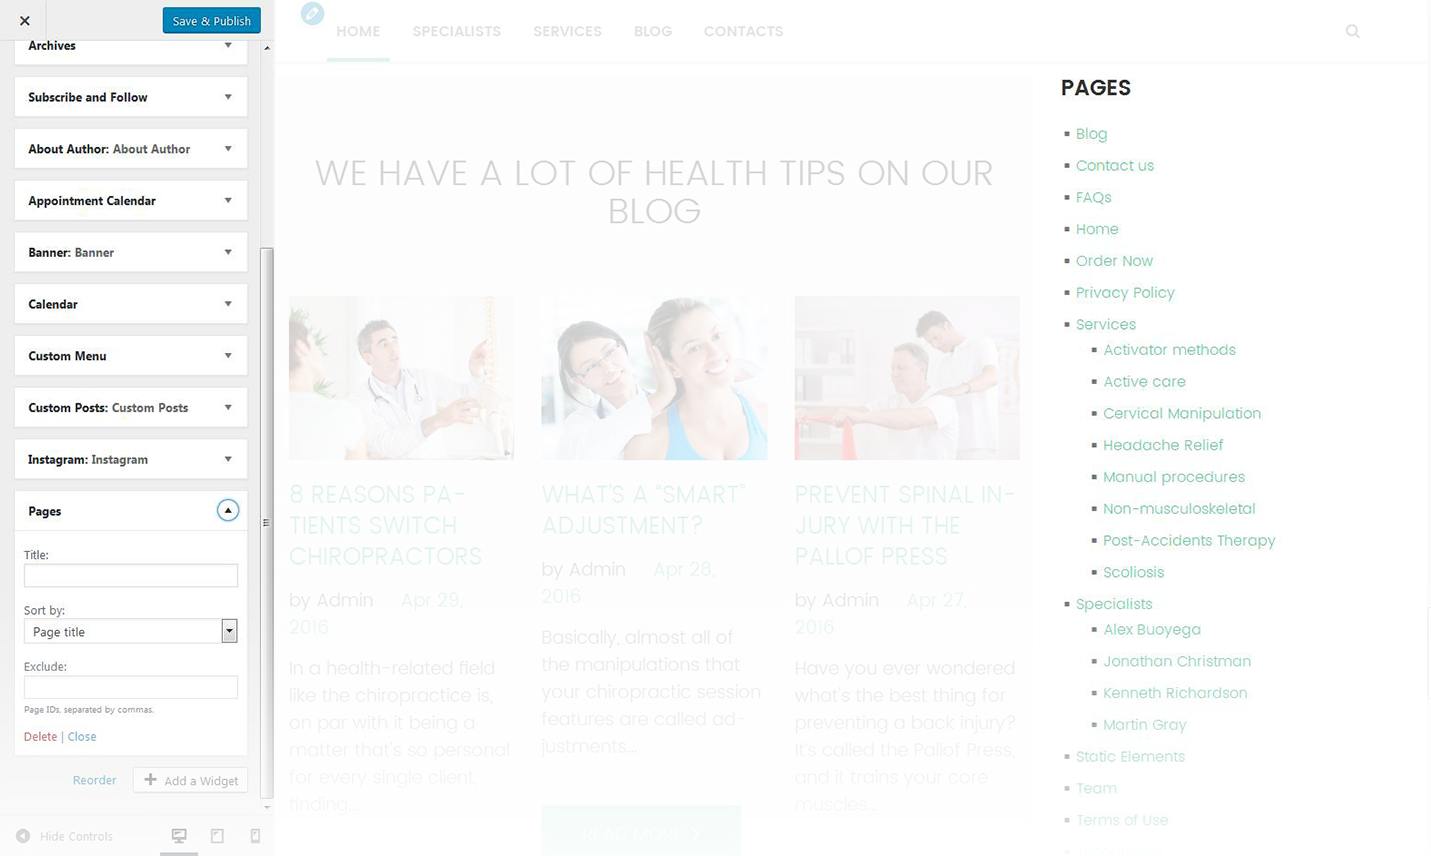 Save & Publish
Archives
Subscribe and Follow
About Author: About Author
Appointment Calendar
Banner: Banner
Calendar
Custom Menu
Custom Posts: Custom Posts
Instagram: Instagram
Pages
Title:
Sort by:
Page title
Exclude:
Page IDs, separated by commas.
Delete | Close
Reorder
Add a Widget
Hide Controls
HOME SPECIALISTS SERVICES BLOG CONTACTS
WE HAVE A LOT OF HEALTH TIPS ON OUR
BLOG
8 REASONS PA-
TIENTS SWITCH
CHIROPRACTORS
by Admin Apr 29,
2016
In a health-related field
like the chiropractice is,
on par with it being a
matter that's so personal
for every single client,
finding...
WHAT'S A "SMART"
ADJUSTMENT?
by Admin Apr 28,
2016
Basically, almost all of
the manipulations that
your chiropractic session
features are called ad-
justments...
READ MORE
PREVENT SPINAL IN-
JURY WITH THE
PALLOF PRESS
by Admin Apr 27,
2016
Have you ever wondered
what's the best thing for
preventing a back injury?
It's called the Pallof Press,
and it trains your core
muscles...
PAGES
Blog
Contact us
FAQs
Home
Order Now
Privacy Policy
Services
Activator methods
Active care
Cervical Manipulation
Headache Relief
Manual procedures
Non-musculoskeletal
Post-Accidents Therapy
Scoliosis
Specialists
Alex Buoyega
Jonathan Christman
Kenneth Richardson
Martin Gray
Static Elements
Team
Terms of Use